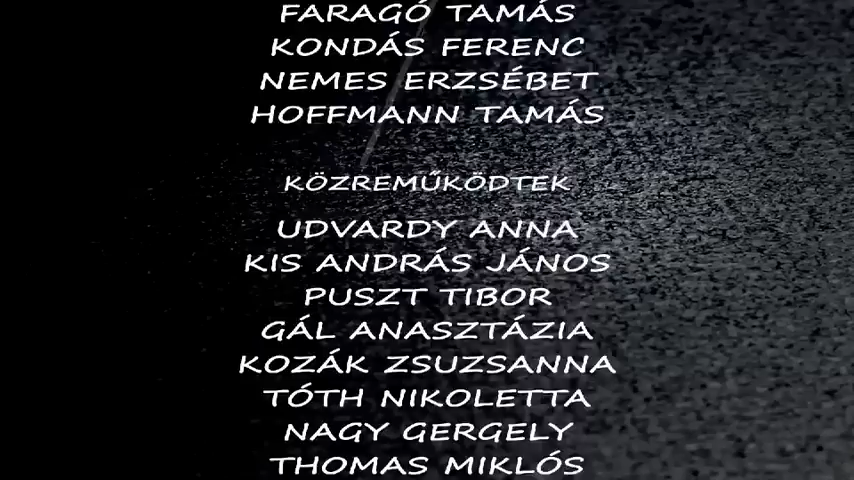 FARAGÓ TAMÁS
KONDÁS FERENC
NEMES ERZSÉBET
HOFFMANN TAMÁS
KÖZREMŰKÖDTEK
UDVARDY ANNA
KIS ANDRÁS JÁNOS
PUSZT TIBOR
GÁL ANASZTÁZIA
KOZÁK ZSUZSANNA
TÓTH NIKOLETTA
NAGY GERGELY
THOMAS MIKLÓS